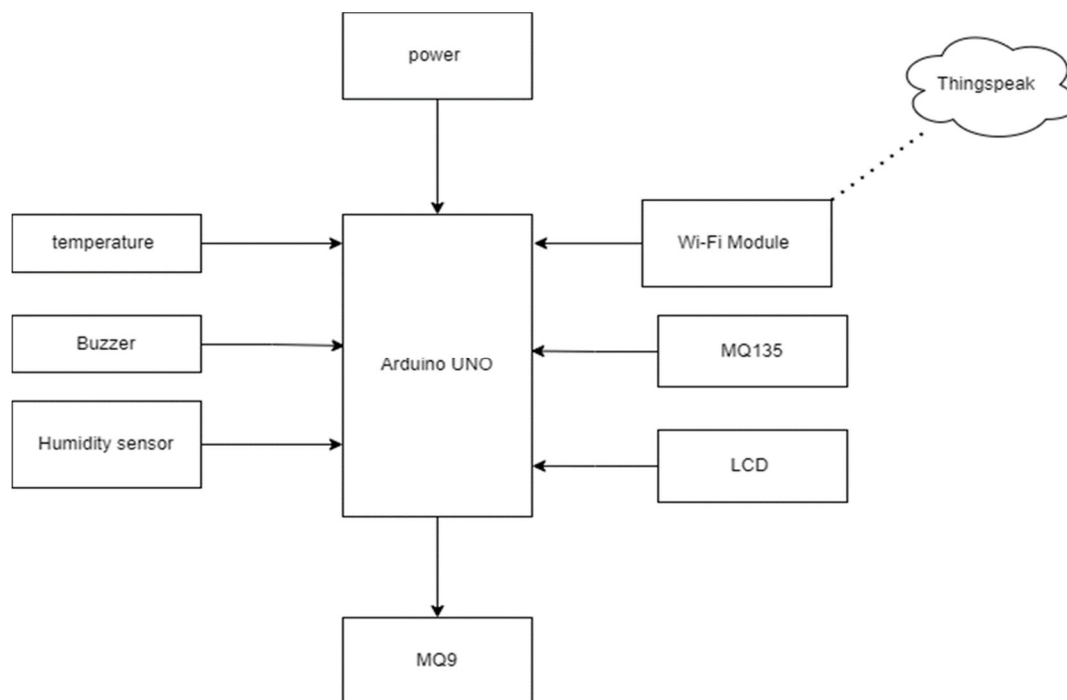 power
Thingspeak
temperature
Wi-Fi Module
Buzzer
Arduino UNO
MQ135
Humidity sensor
LCD
MQ9